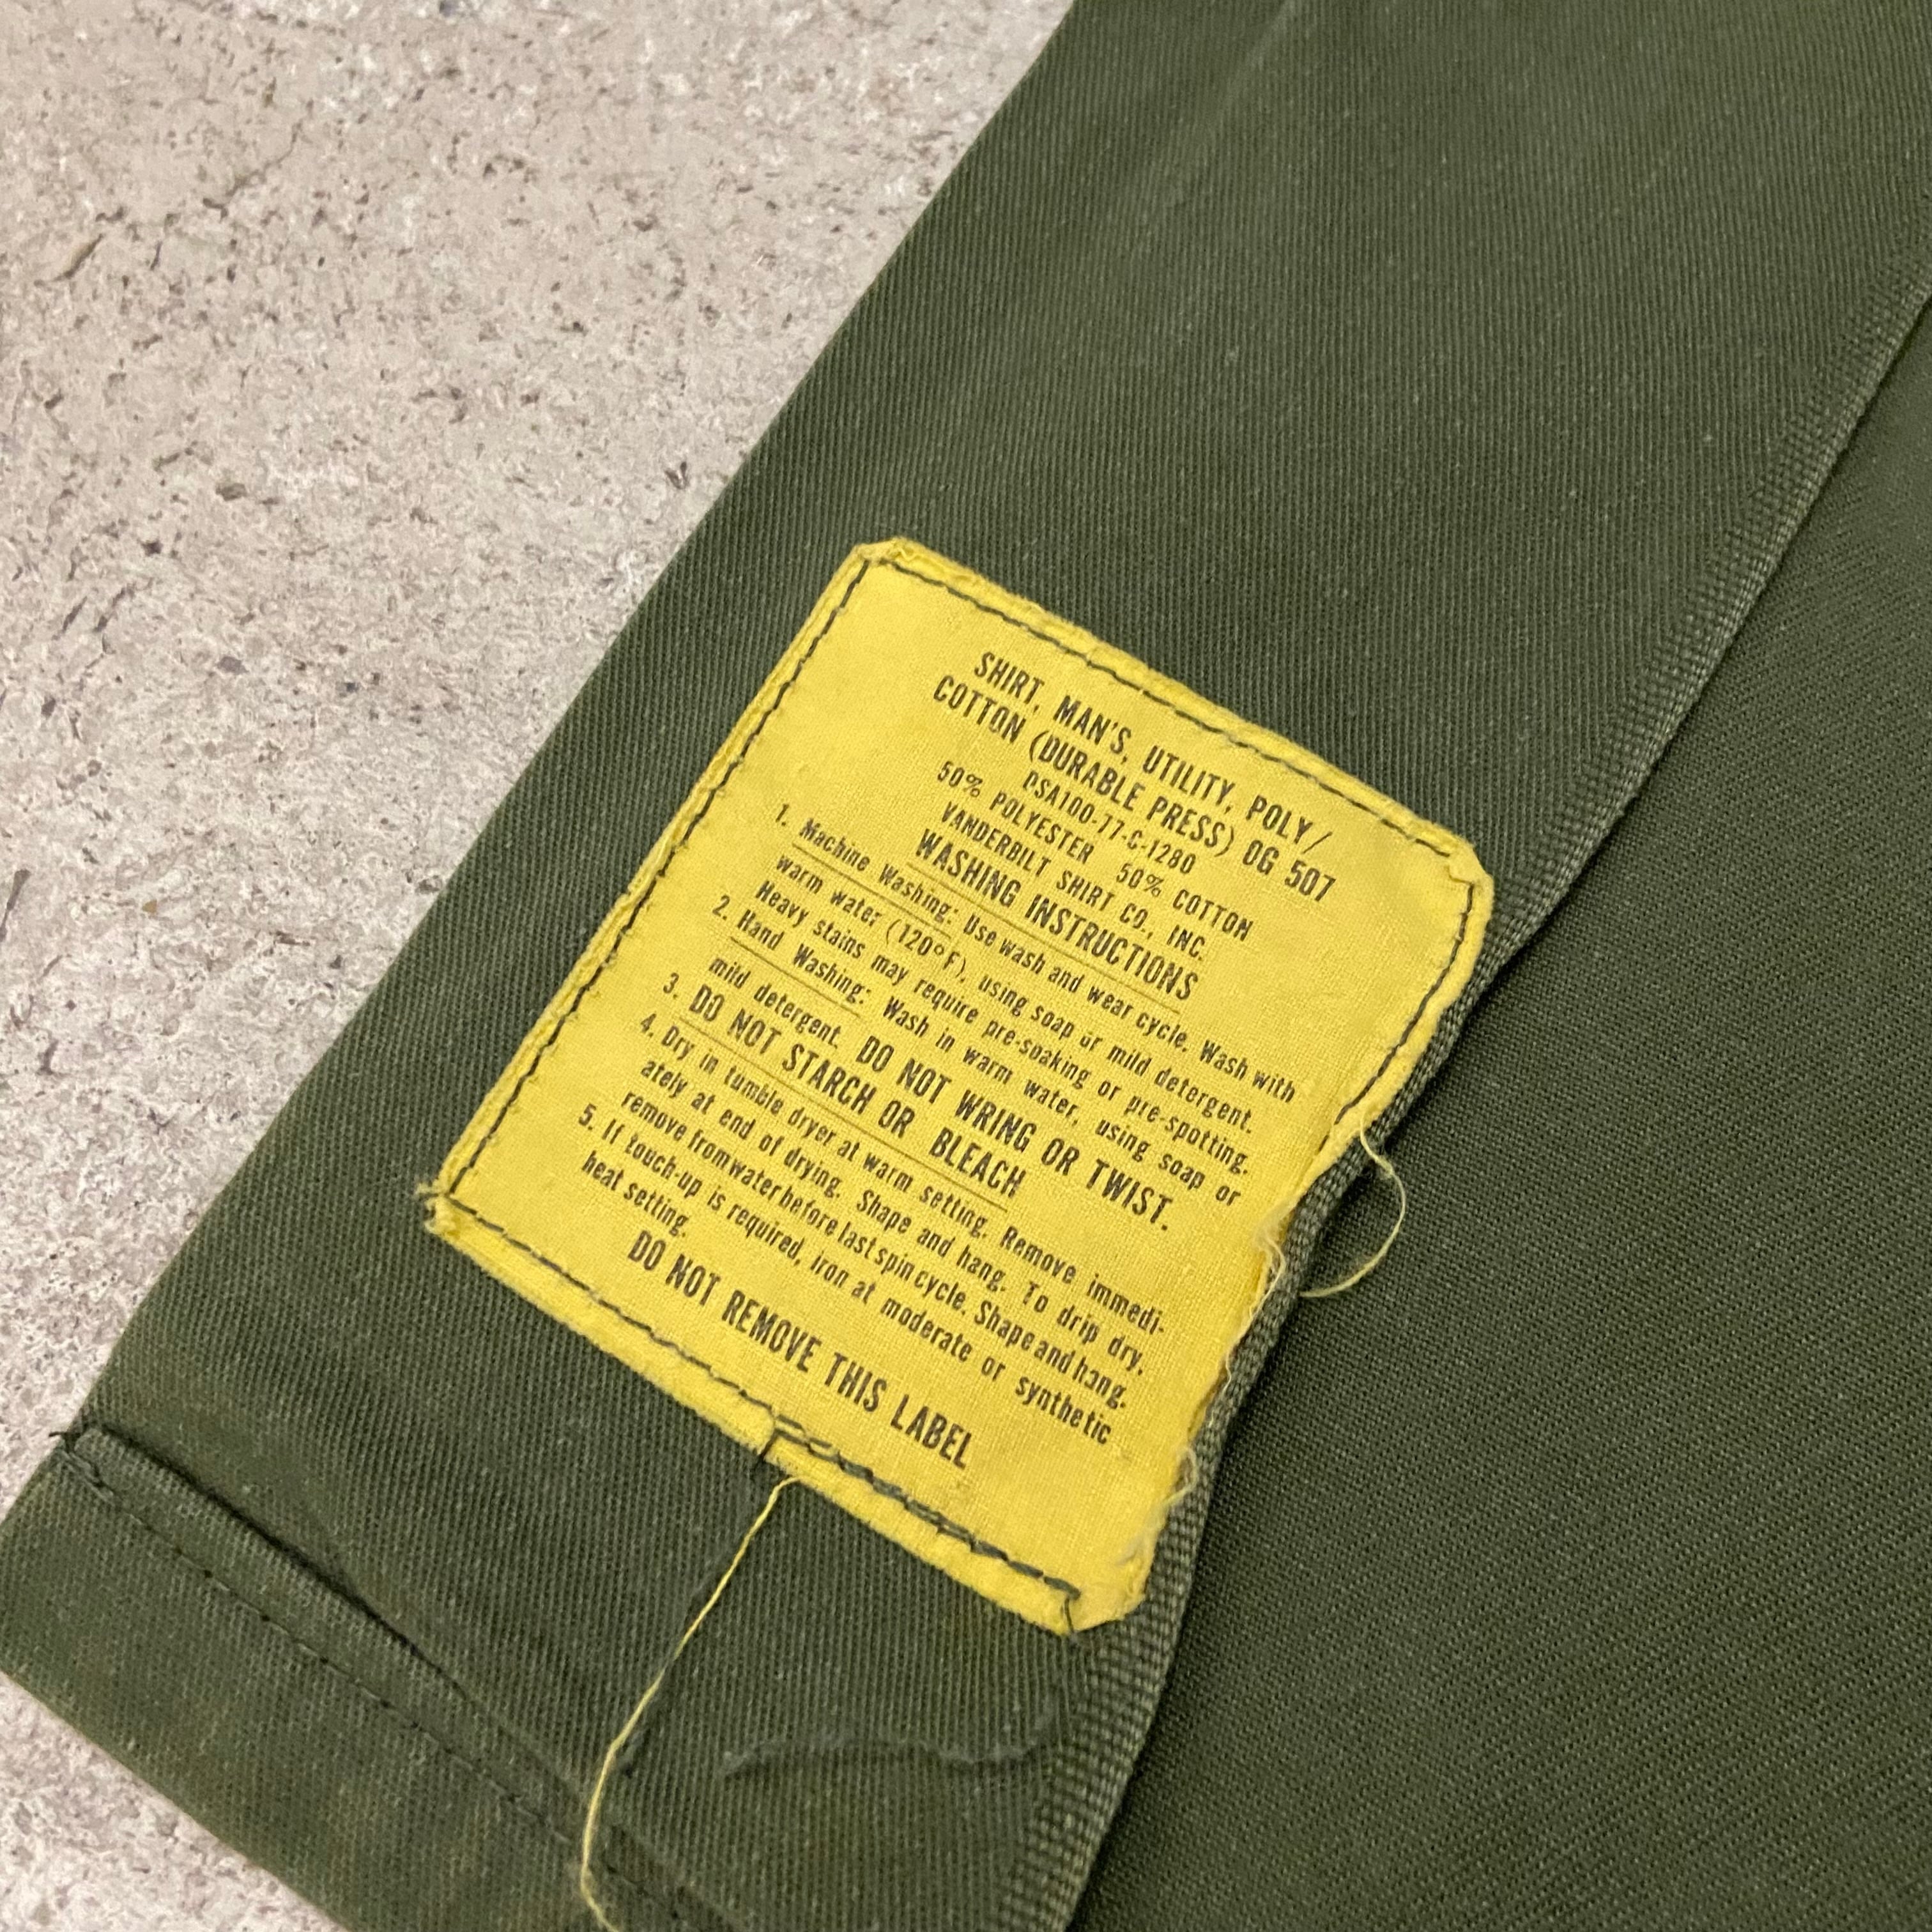 SHIRT, MAN'S, UTILITY, POLY/
COTTON (DURABLE PRESS) OG 507
DSA100-77-C-1280
50% POLYESTER 50% COTTON
VANDERBILT SHIRT CO., INC.
WASHING INSTRUCTIONS
1. Machine Washing: Use wash and wear cycle. Wash with
warm water (120°F), using soap or mild detergent.
Heavy stains may require pre-soaking or pre-spotting.
2. Hand Washing: Wash in warm water, using soap or
mild detergent. DO NOT WRING OR TWIST.
3. DO NOT STARCH OR BLEACH
4. Dry in tumble dryer at warm setting. Remove immedi-
ately at end of drying. Shape and hang. To drip dry,
remove from water before last spin cycle. Shape and hang.
5. If touch-up is required, iron at moderate or synthetic
heat setting.
DO NOT REMOVE THIS LABEL